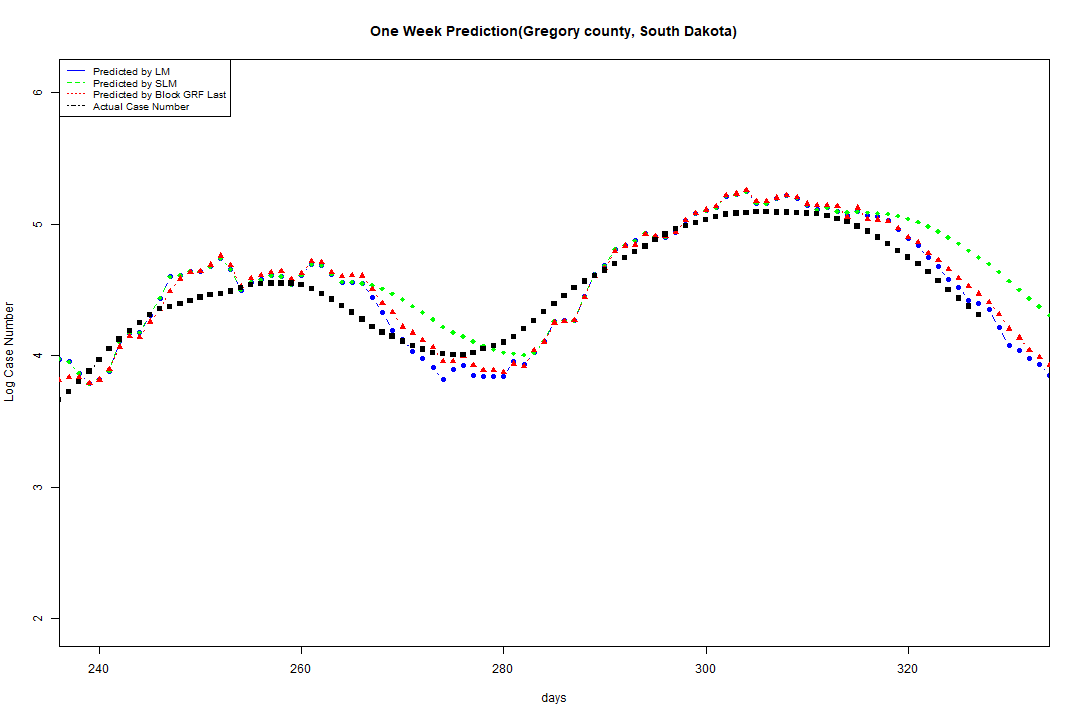 One Week Prediction(Gregory county, South Dakota)
Predicted by LM
Predicted by SLM
Predicted by Block GRF Last
Actual Case Number
6
5
4
3
2
Log Case Number
240
260
280
300
320
days